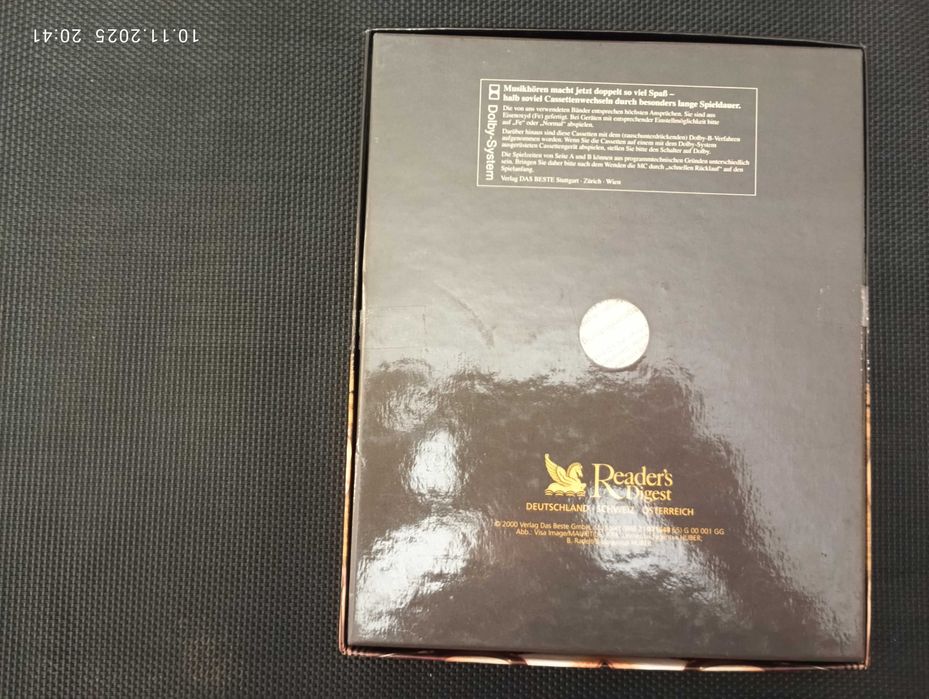 10.11.2025 20:41
Dolby-System
Musikhören macht jetzt doppelt so viel Spaß –
halb soviel Cassettenwechseln durch besonders lange Spieldauer.
Die von uns verwendeten Bänder entsprechen höchsten Ansprüchen. Sie sind aus
Eisenoxyd (Fe) gefertigt. Bei Geräten mit entsprechender Einstellmöglichkeit bitte
auf „Fe“ oder „Normal“ abspielen.
Darüber hinaus sind diese Cassetten mit dem (rauschunterdrückenden) Dolby-B-Verfahren
aufgenommen worden. Wenn Sie die Cassetten auf einem mit dem Dolby-System
ausgerüsteten Cassettengerät abspielen, stellen Sie bitte den Schalter auf Dolby.
Die Spielzeiten von Seite A und B können aus programmtechnischen Gründen unterschiedlich
sein. Bringen Sie daher bitte nach dem Wenden die MC durch „schnellen Rücklauf“ auf den
Spielanfang.
Verlag DAS BESTE Stuttgart · Zürich · Wien
Reader's
Digest
DEUTSCHLAND · SCHWEIZ · ÖSTERREICH
© 2000 Verlag Das Beste GmbH, G 00 001 GG
Abb.: Visa Image/
B.